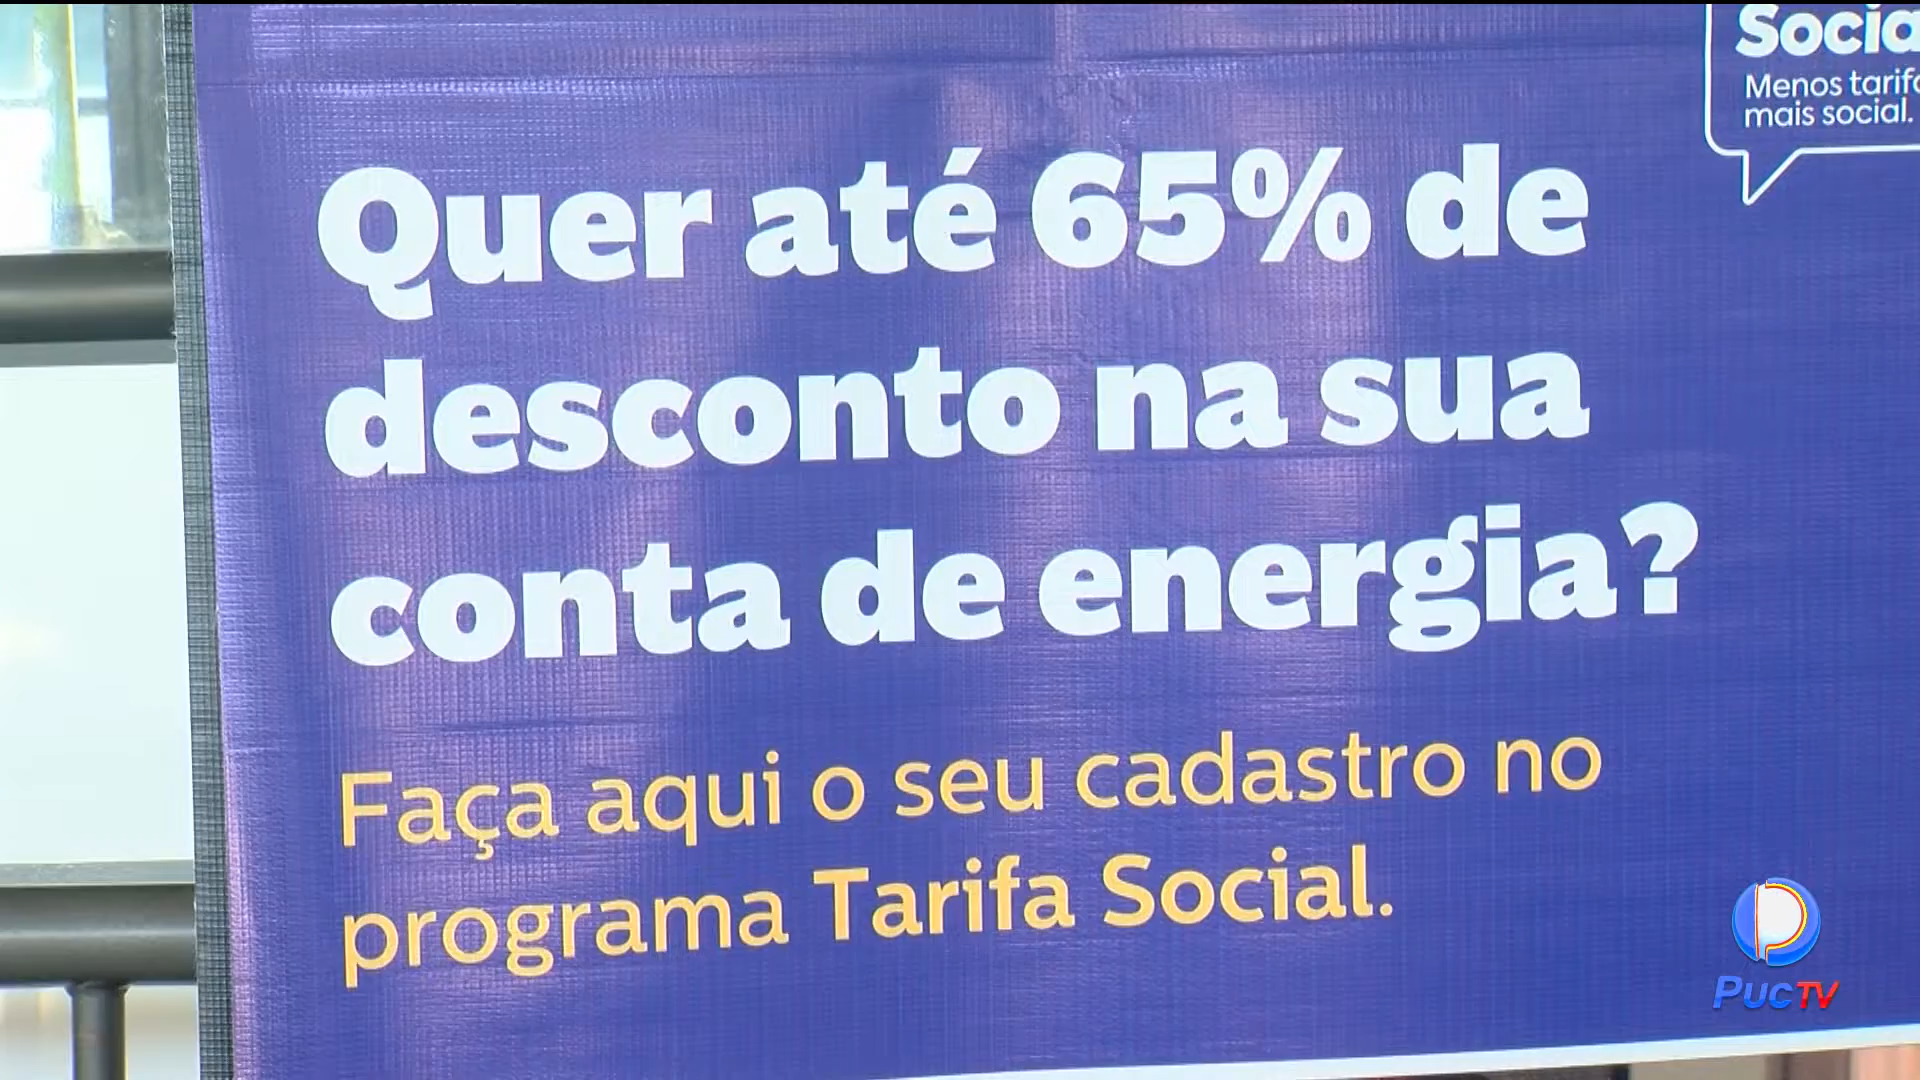 Socia
Menos tarifa
mais social.
Quer até 65% de
desconto na sua
conta de energia?
Faça aqui o seu cadastro no
programa Tarifa Social.
PUCTV